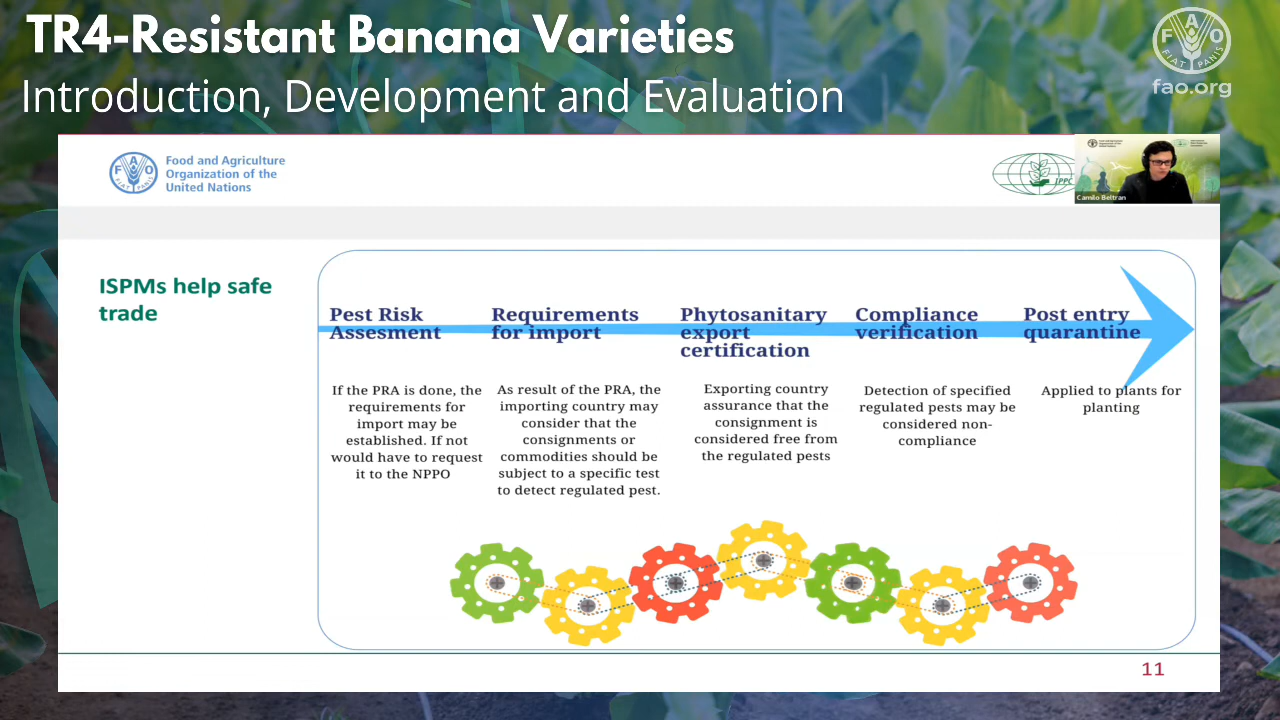 TR4-Resistant Banana Varieties
Introduction, Development and Evaluation
F A O
FIAT PANIS
fao.org
F A O
FIAT PANIS
Food and Agriculture
Organization of the
United Nations
IPPC
Camilo Beltran
ISPMs help safe
trade
Pest Risk
Assesment
If the PRA is done, the
requirements for
import may be
established. If not
would have to request
it to the NPPO
Requirements
for import
As result of the PRA, the
importing country may
consider that the
consignments or
commodities should be
subject to a specific test
to detect regulated pest.
Phytosanitary
export
certification
Exporting country
assurance that the
consignment is
considered free from
the regulated pests
Compliance
verification
Detection of specified
regulated pests may be
considered non-
compliance
Post entry
quarantine
Applied to plants for
planting
11